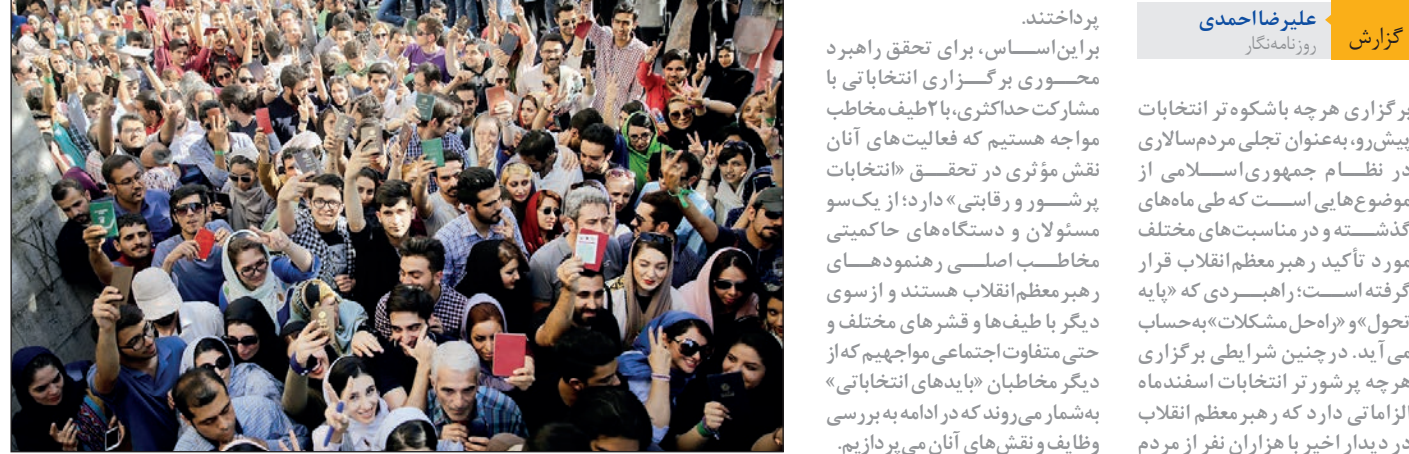 گزارش
علیرضا احمدی
روزنامه‌نگار
برگزاری هرچه باشکوه‌تر انتخابات
پیش‌رو، به‌عنوان تجلی مردم‌سالاری
در نظام جمهوری‌اسلامی از
موضوع‌هایی است که طی ماه‌های
گذشته و در مناسبت‌های مختلف
مورد تأکید رهبر معظم انقلاب قرار
گرفته است؛ راهبردی که «پایه
تحول» و «راه‌حل مشکلات» به‌حساب
می‌آید. در چنین شرایطی برگزاری
هرچه پرشورتر انتخابات اسفندماه
الزاماتی دارد که رهبر معظم انقلاب
در دیدار اخیر با هزاران نفر از مردم
پرداختند.
براین‌اساس، برای تحقق راهبرد
محوری برگزاری انتخاباتی با
مشارکت حداکثری، با ۲ طیف مخاطب
مواجه هستیم که فعالیت‌های آنان
نقش مؤثری در تحقق «انتخابات
پرشور و رقابتی» دارد؛ از یک‌سو
مسئولان و دستگاه‌های حاکمیتی
مخاطب اصلی رهنمودهای
رهبر معظم‌انقلاب هستند و ازسوی
دیگر با طیف‌ها و قشرهای مختلف و
حتی متفاوت اجتماعی مواجهیم که از
دیگر مخاطبان «بایدهای انتخاباتی»
به‌شمار می‌روند که در ادامه به بررسی
وظایف و نقش‌های آنان می‌پردازیم.